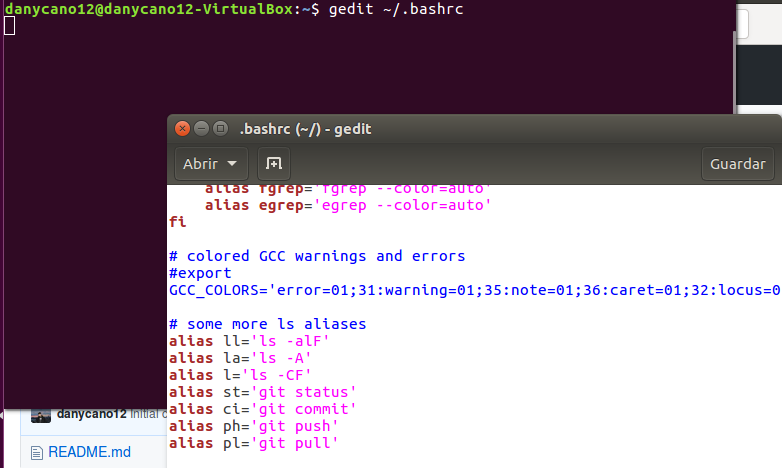 danycano12@danycano12-VirtualBox:~$ gedit ~/.bashrc
.bashrc (~/) - gedit
Abrir
Guardar
alias fgrep='fgrep --color=auto'
alias egrep='egrep --color=auto'
fi
# colored GCC warnings and errors
#export
GCC_COLORS='error=01;31:warning=01;35:note=01;36:caret=01;32:locus=0
# some more ls aliases
alias ll='ls -alF'
alias la='ls -A'
alias l='ls -CF'
alias st='git status'
alias ci='git commit'
alias ph='git push'
alias pl='git pull'
danycano12 Initial c
README.md